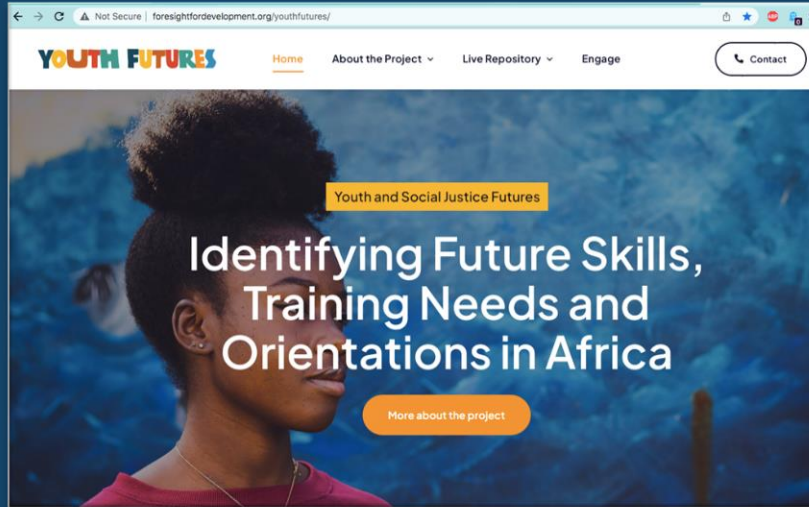 Not Secure | foresightfordevelopment.org/youthfutures/
YOUTH FUTURES Home About the Project Live Repository Engage Contact
Youth and Social Justice Futures
Identifying Future Skills,
Training Needs and
Orientations in Africa
More about the project